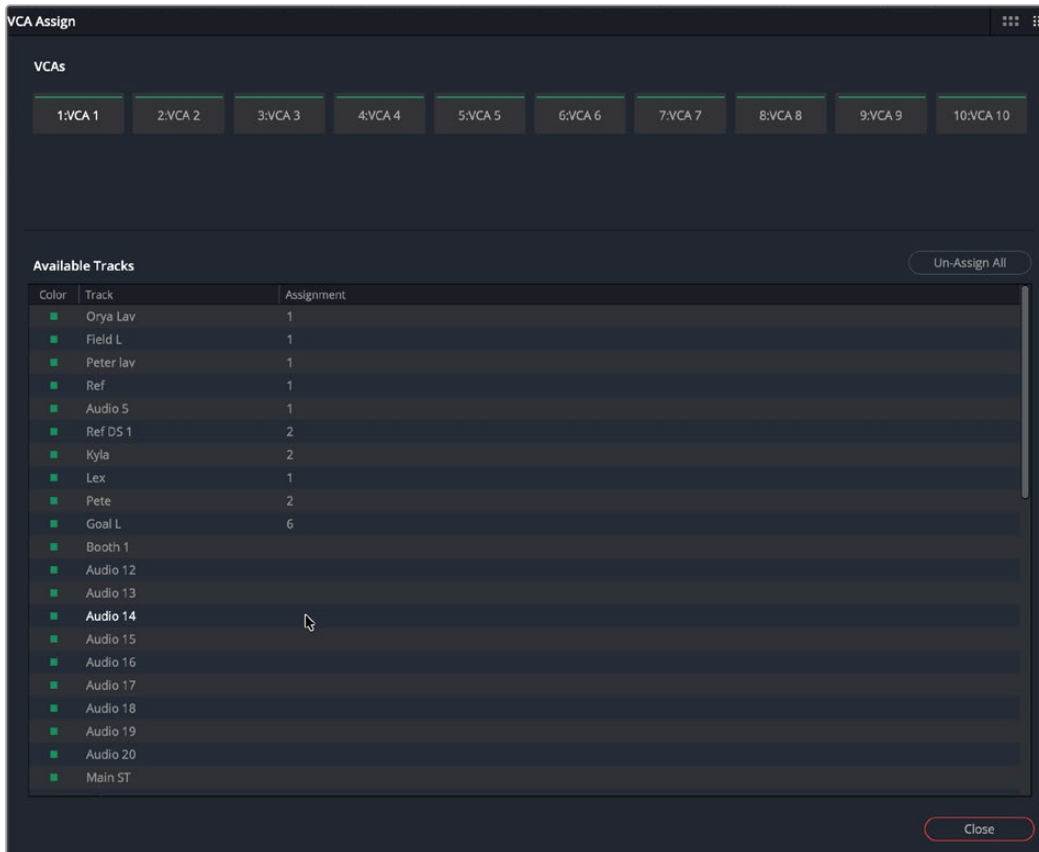 VCA Assign
VCAs
1:VCA 1 2:VCA 2 3:VCA 3 4:VCA 4 5:VCA 5 6:VCA 6 7:VCA 7 8:VCA 8 9:VCA 9 10:VCA 10
Available Tracks Un-Assign All
Color Track Assignment
Orya Lav 1
Field L 1
Peter lav 1
Ref 1
Audio 5 1
Ref DS 1 2
Kyla 2
Lex 1
Pete 2
Goal L 6
Booth 1
Audio 12
Audio 13
Audio 14
Audio 15
Audio 16
Audio 17
Audio 18
Audio 19
Audio 20
Main ST
Close